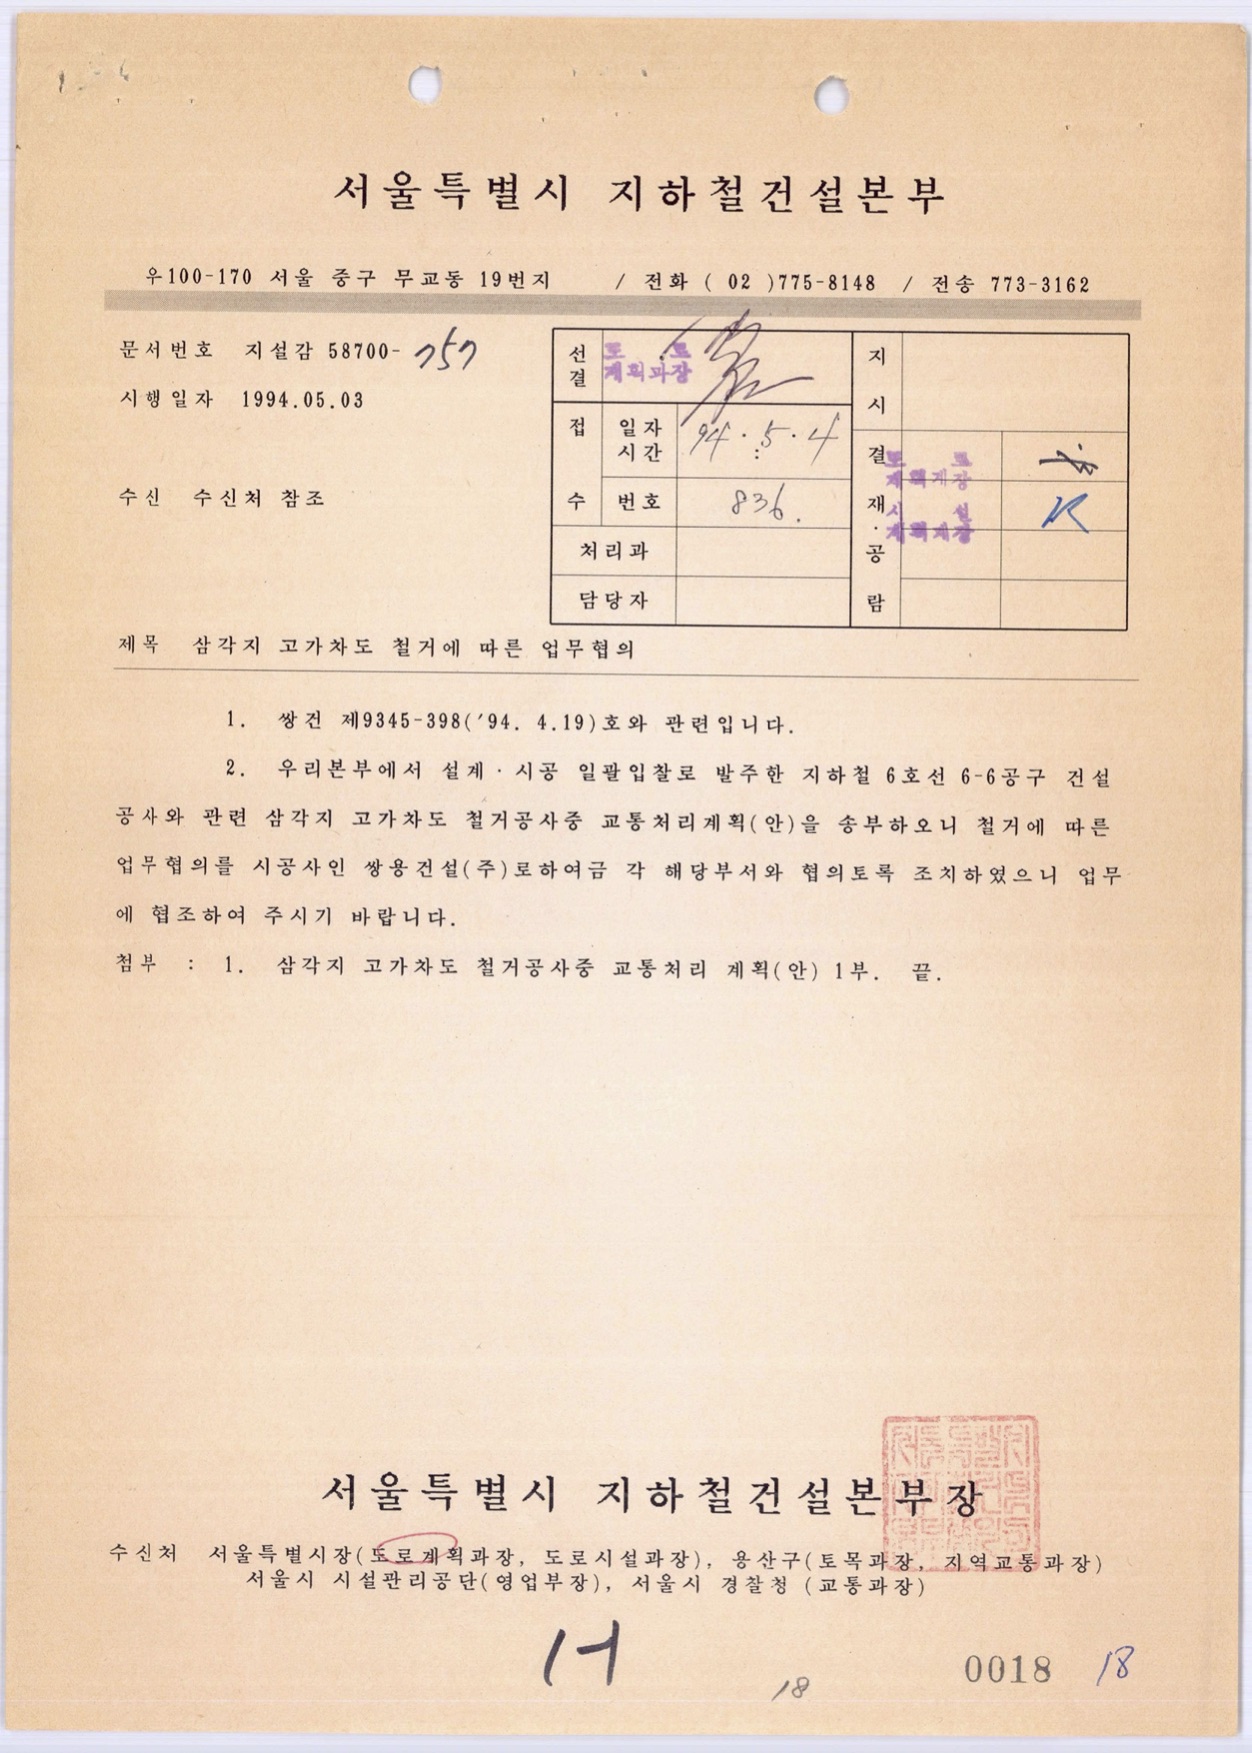 서울특별시 지하철건설본부
우100-170 서울 중구 무교동 19번지 / 전화 ( 02 )775-8148 / 전송 773-3162
문서번호 지설감 58700-757
시행일자 1994.05.03
수신 수신처 참조
선결 도로계획과장
접수 일자 시간 94 . 5 . 4 :
번호 836.
처리과
담당자
지시
결재·공람
도로계획계장
시설계획계장
제목 삼각지 고가차도 철거에 따른 업무협의
1. 쌍건 제9345-398('94. 4.19)호와 관련입니다.
2. 우리본부에서 설계·시공 일괄입찰로 발주한 지하철 6호선 6-6공구 건설
공사와 관련 삼각지 고가차도 철거공사중 교통처리계획(안)을 송부하오니 철거에 따른
업무협의를 시공사인 쌍용건설(주)로하여금 각 해당부서와 협의토록 조치하였으니 업무
에 협조하여 주시기 바랍니다.
첨부 : 1. 삼각지 고가차도 철거공사중 교통처리 계획(안) 1부. 끝.
서울특별시 지하철건설본부장
수신처 서울특별시장(도로계획과장, 도로시설과장), 용산구(토목과장, 지역교통과장)
서울시 시설관리공단(영업부장), 서울시 경찰청 (교통과장)
18
0018 18